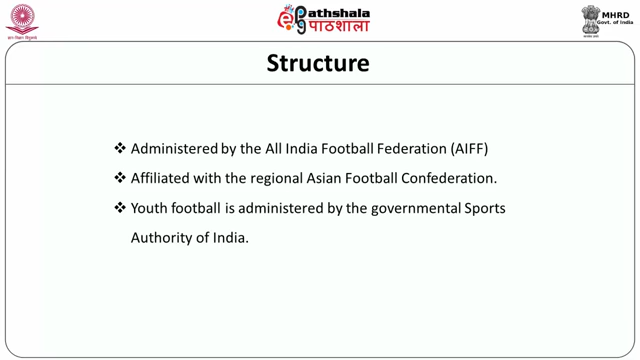 Pathshala
पाठशाला
MHRD
Govt. of India
Structure
❖ Administered by the All India Football Federation (AIFF)
❖ Affiliated with the regional Asian Football Confederation.
❖ Youth football is administered by the governmental Sports
Authority of India.